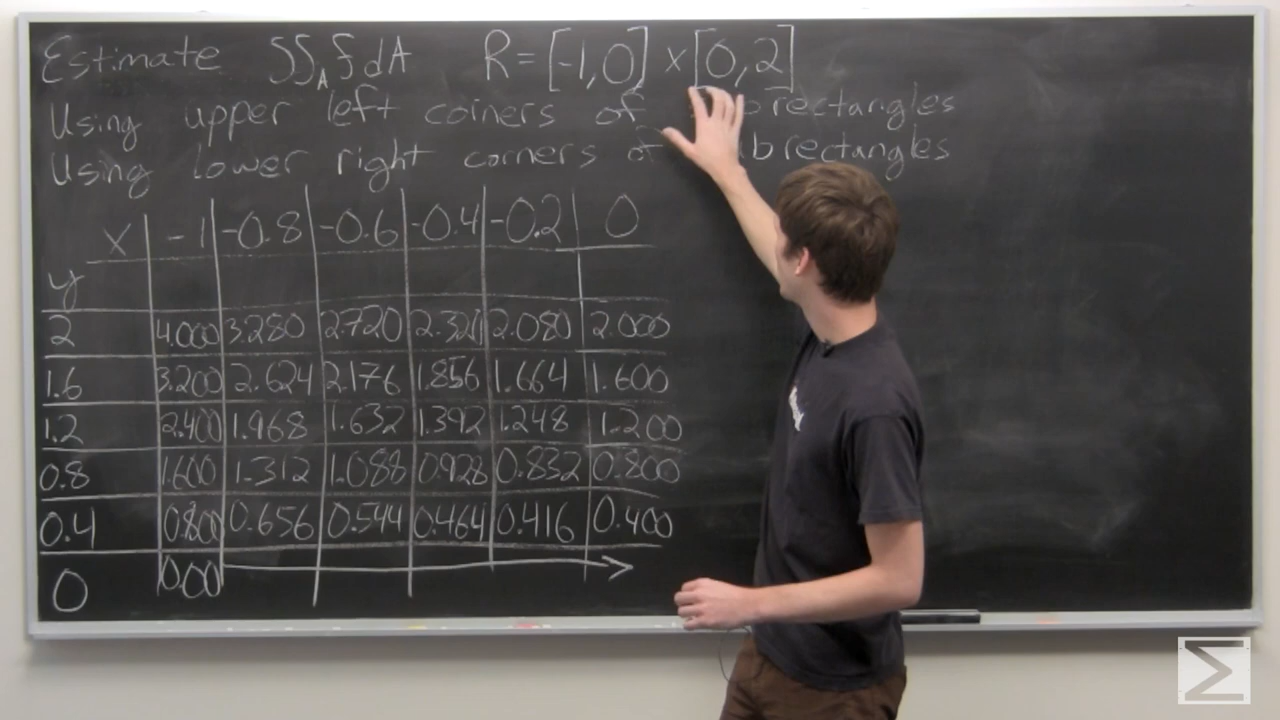 Estimate ∫∫_A f dA R = [-1,0] × [0,2]
Using upper left corners of rectangles
Using lower right corners rectangles
x -1 -0.8 -0.6 -0.4 -0.2 0
y
2 4.000 3.280 2.720 2.320 2.080 2.000
1.6 3.200 2.624 2.176 1.856 1.664 1.600
1.2 2.400 1.968 1.632 1.392 1.248 1.200
0.8 1.600 1.312 1.088 0.928 0.832 0.800
0.4 0.800 0.656 0.544 0.464 0.416 0.400
0 0.00
Σ